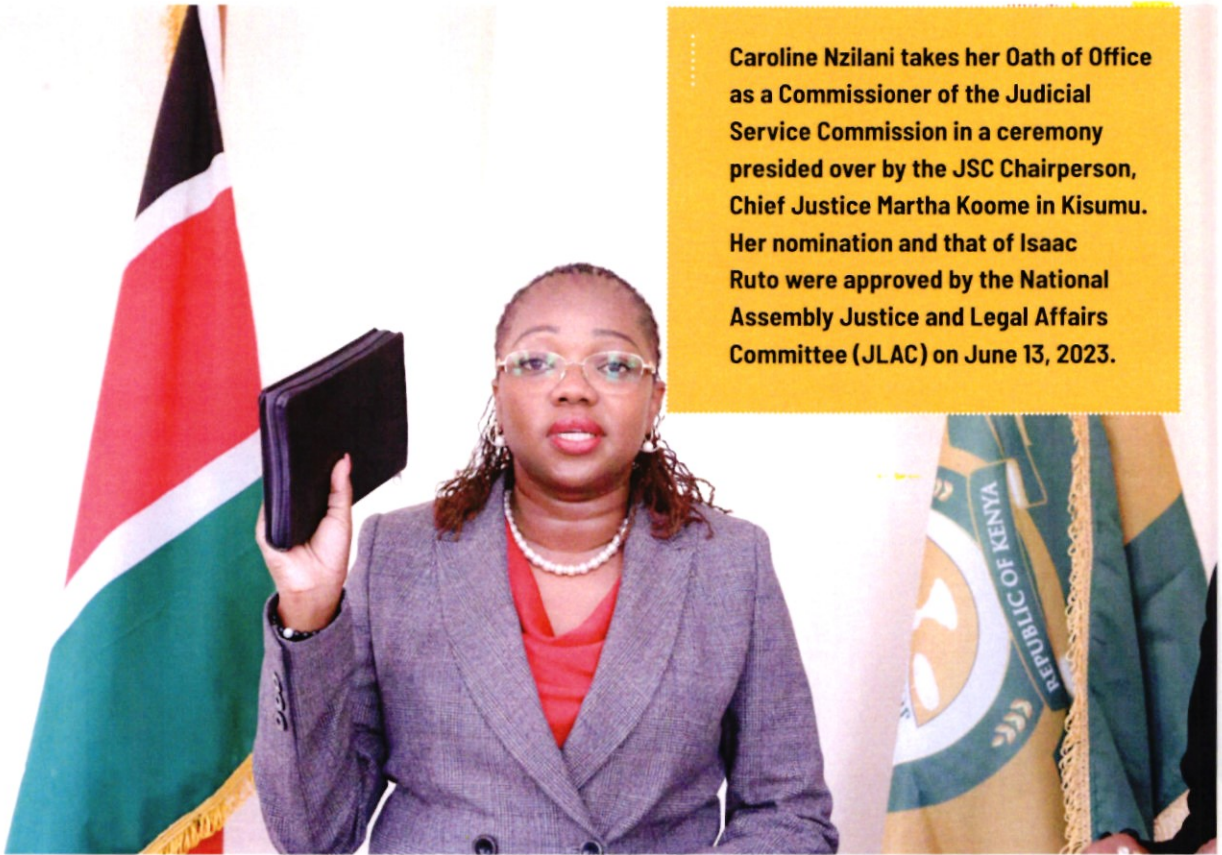 Caroline Nzilani takes her Oath of Office
as a Commissioner of the Judicial
Service Commission in a ceremony
presided over by the JSC Chairperson,
Chief Justice Martha Koome in Kisumu.
Her nomination and that of Isaac
Ruto were approved by the National
Assembly Justice and Legal Affairs
Committee (JLAC) on June 13, 2023.
REPUBLIC OF KENYA